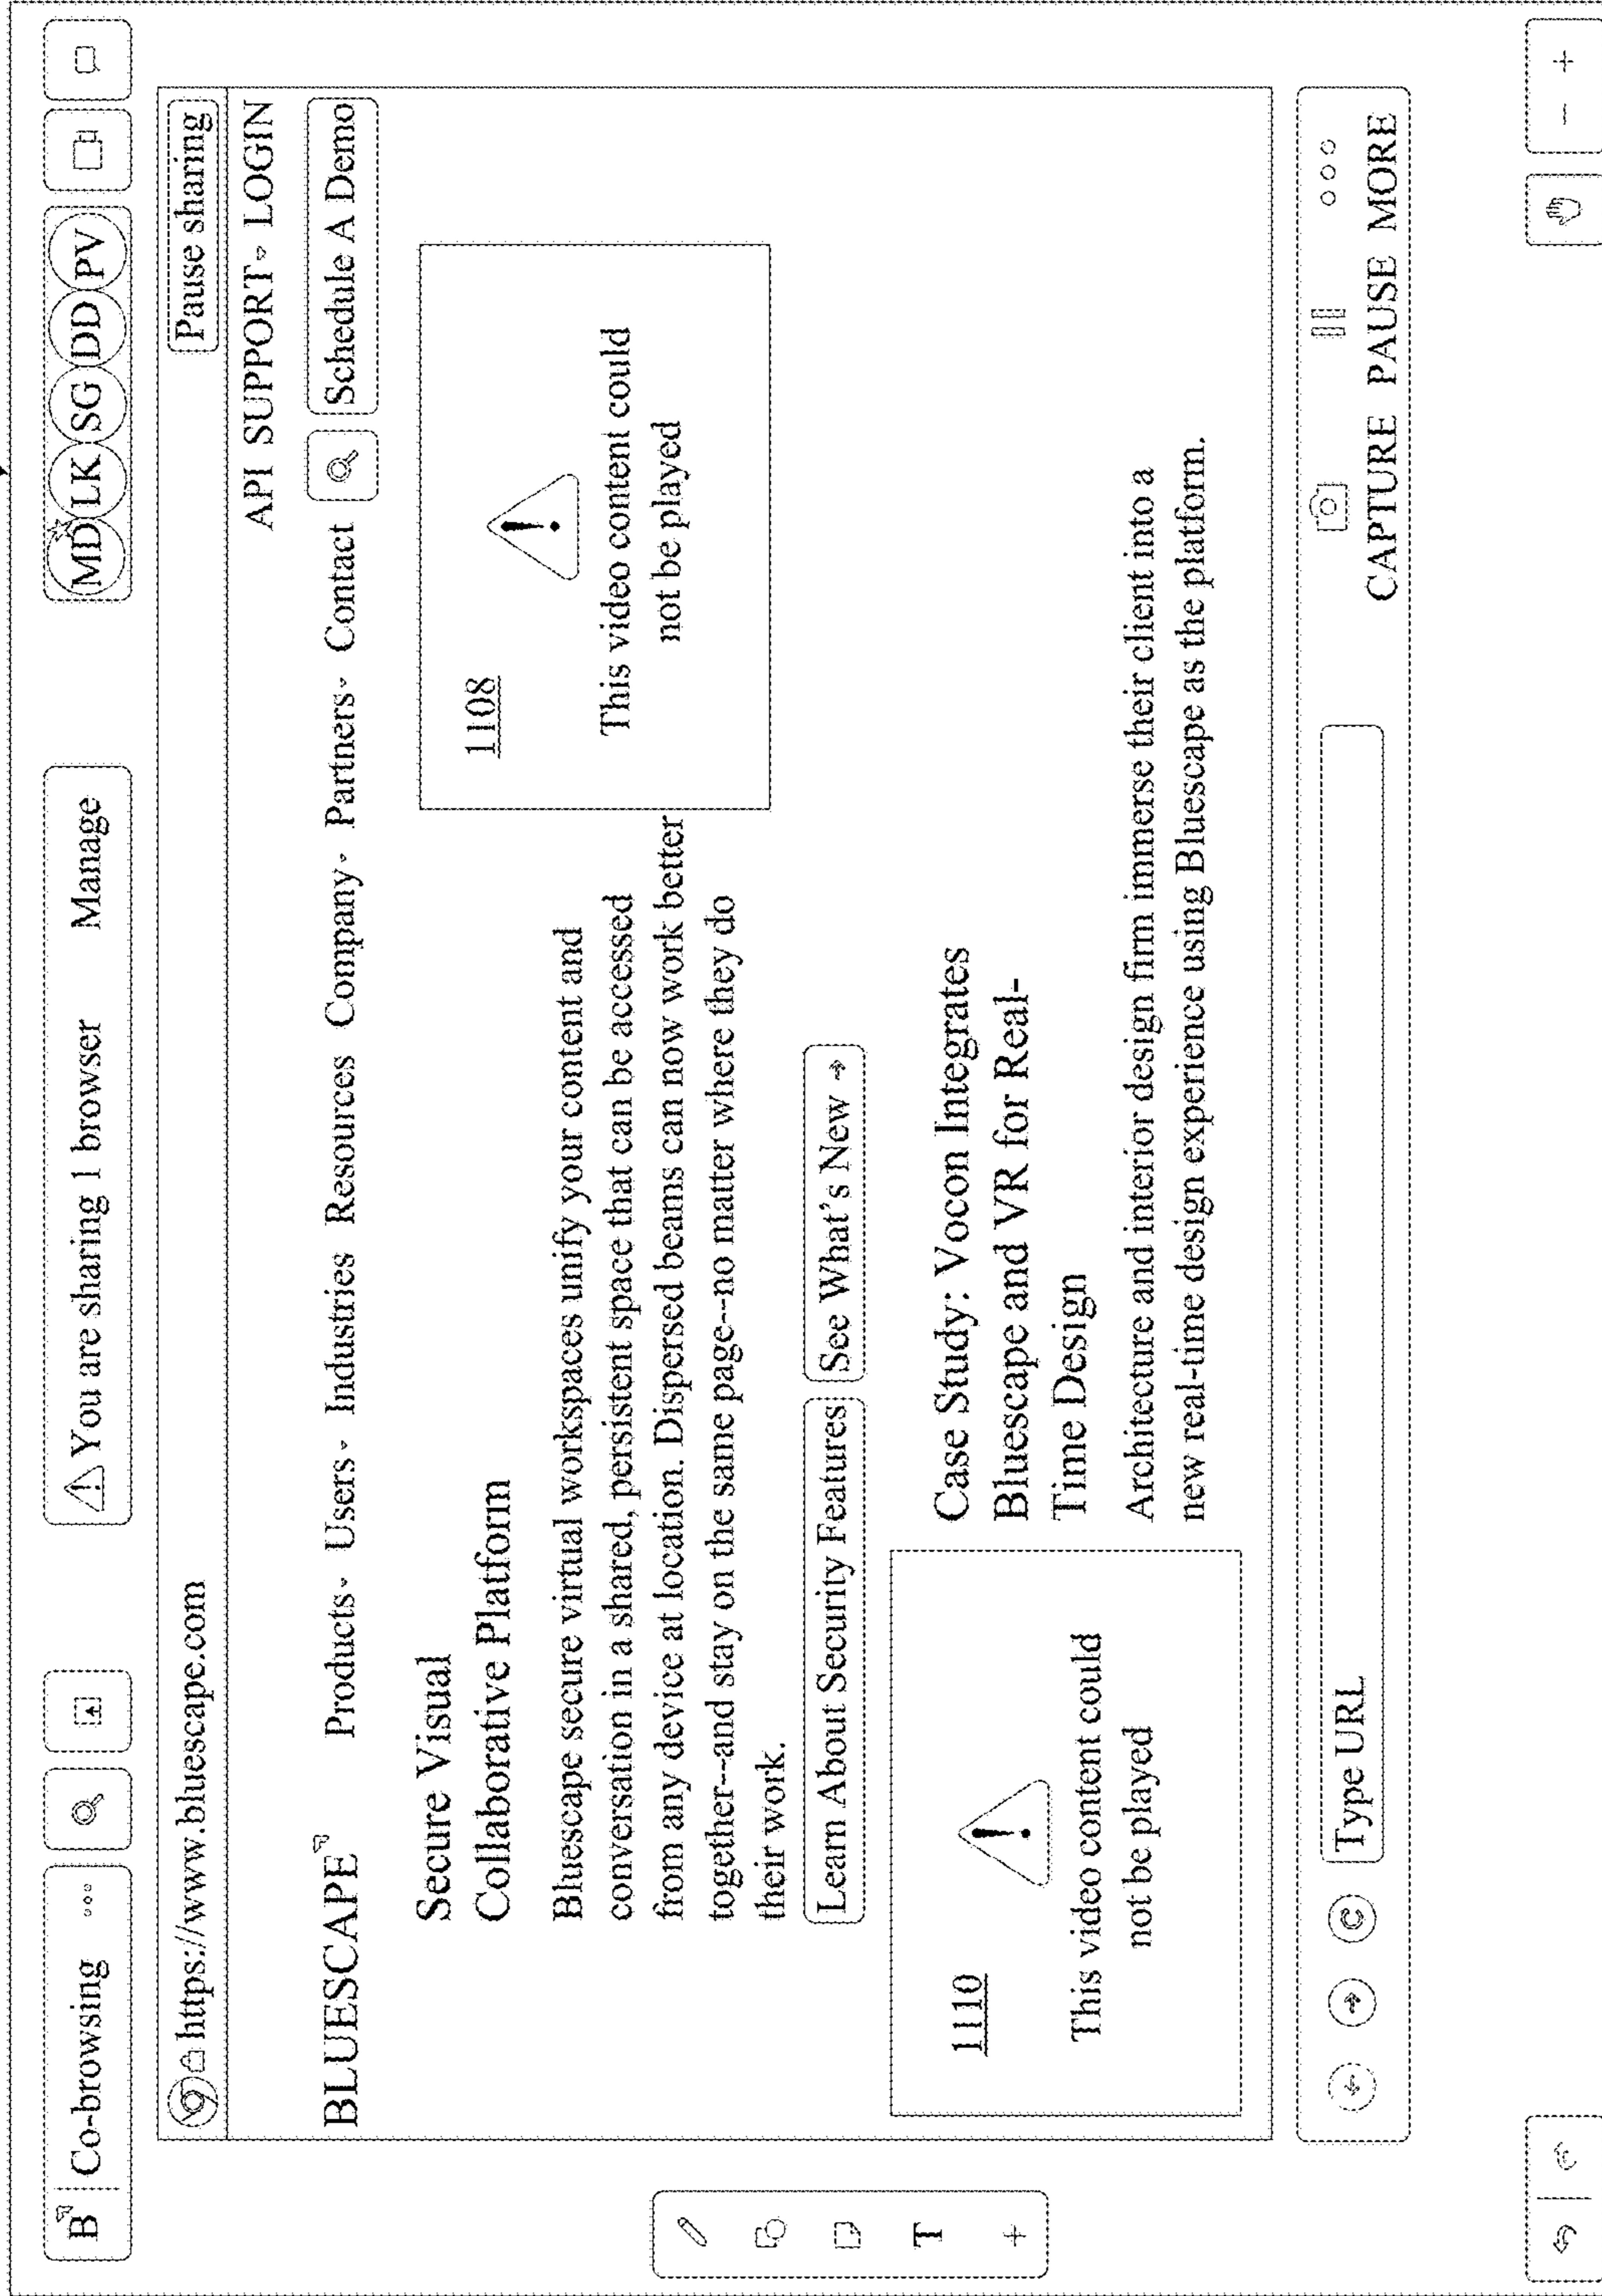 B Co-browsing
⚠ You are sharing 1 browser Manage
MD LK SG DD PV
https://www.bluescape.com
Pause sharing
API SUPPORT LOGIN
BLUESCAPE Products Users Industries Resources Company Partners Contact
Schedule A Demo
Secure Visual
Collaborative Platform
Bluescape secure virtual workspaces unify your content and
conversation in a shared, persistent space that can be accessed
from any device at location. Dispersed beams can now work better
together--and stay on the same page--no matter where they do
their work.
Learn About Security Features
See What's New →
1108
!
This video content could
not be played
1110
!
This video content could
not be played
Case Study: Vocon Integrates
Bluescape and VR for Real-
Time Design
Architecture and interior design firm immerse their client into a
new real-time design experience using Bluescape as the platform.
Type URL
CAPTURE PAUSE MORE
T